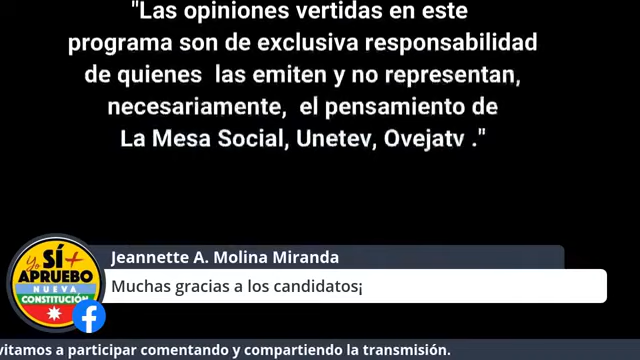 "Las opiniones vertidas en este
programa son de exclusiva responsabilidad
de quienes  las emiten y no representan,
necesariamente,  el pensamiento de
La Mesa Social, Unetev, Ovejatv ."
Jeannette A. Molina Miranda
Yo SÍ+
APRUEBO
NUEVA
CONSTITUCIÓN
Muchas gracias a los candidatos¡
vitamos a participar comentando y compartiendo la transmisión.